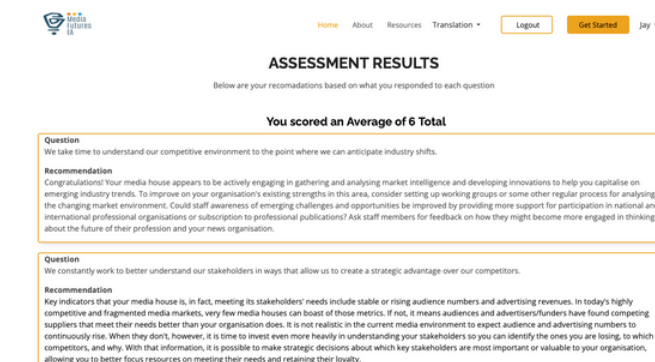 Media
Futures
EA
Home About Resources Translation Logout Get Started Jay
ASSESSMENT RESULTS
Below are your recomadations based on what you responded to each question
You scored an Average of 6 Total
Question
We take time to understand our competitive environment to the point where we can anticipate industry shifts.
Recommendation
Congratulations! Your media house appears to be actively engaging in gathering and analysing market intelligence and developing innovations to help you capitalise on
emerging industry trends. To improve on your organisation's existing strengths in this area, consider setting up working groups or some other regular process for analysing
the changing market environment. Could staff awareness of emerging challenges and opportunities be improved by providing more support for participation in national an
international professional organisations or subscription to professional publications? Ask staff members for feedback on how they might become more engaged in thinking
about the future of their profession and your news organisation.
Question
We constantly work to better understand our stakeholders in ways that allow us to create a strategic advantage over our competitors.
Recommendation
Key indicators that your media house is, in fact, meeting its stakeholders' needs include stable or rising audience numbers and advertising revenues. In today's highly
competitive and fragmented media markets, very few media houses can boast of those metrics. If not, it means audiences and advertisers/funders have found competing
suppliers that meet their needs better than your organisation does. It is not realistic in the current media environment to expect audience and advertising numbers to
continuously rise. When they don't, however, it is time to invest even more heavily in understanding your stakeholders so you can identify the ones you are losing, to which
competitors, and why. With that information, it is possible to make strategic decisions about which key stakeholders are most important or valuable to your organisation,
allowing you to better focus resources on meeting their needs and retaining their loyalty.